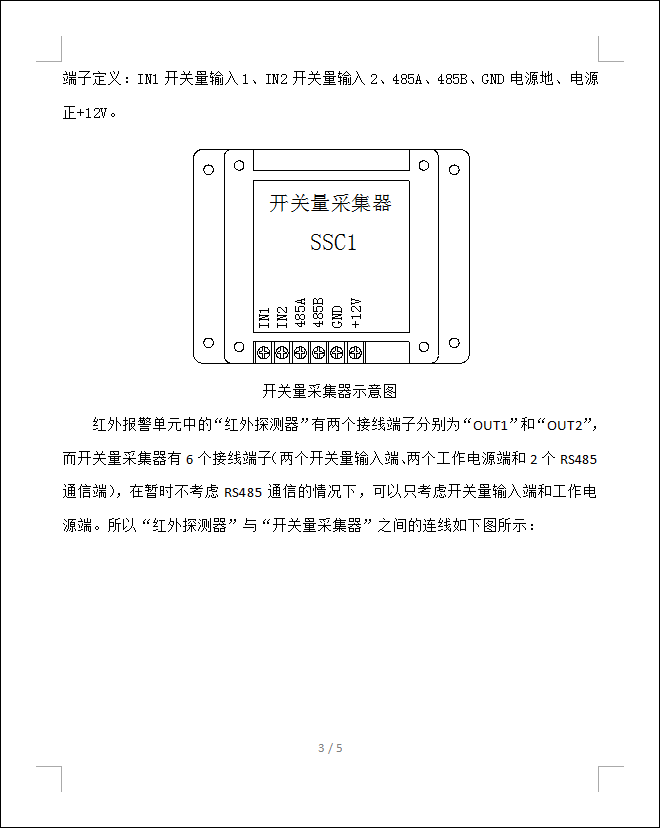 端子定义：IN1 开关量输入 1、IN2 开关量输入 2、485A、485B、GND 电源地、电源
正+12V。
开关量采集器
SSC1
IN1
IN2
485A
485B
GND
+12V
开关量采集器示意图
红外报警单元中的“红外探测器”有两个接线端子分别为“OUT1”和“OUT2”，
而开关量采集器有 6 个接线端子（两个开关量输入端、两个工作电源端和 2 个 RS485
通信端），在暂时不考虑 RS485 通信的情况下，可以只考虑开关量输入端和工作电
源端。所以“红外探测器”与“开关量采集器”之间的连线如下图所示：
3 / 5